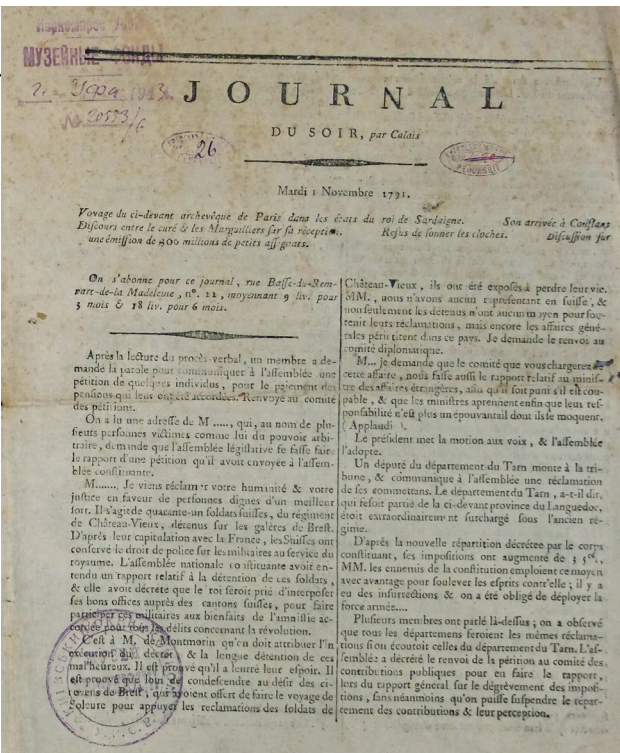 МУЗЕЙНЫЕ ФОНДЫ
26
JOURNAL
DU SOIR, par Calais
Mardi 1 Novembre 1791.
Voyage du ci-devant archevêque de Paris dans les états du roi de Sardaigne. Son arrivée à Conflans
Discours entre le curé & les Marguilliers sur sa réception. Refus de sonner les cloches. Discussion sur
une émission de 300 millions de petits assignats.
On s'abonne pour ce journal, rue Basse-du-Rem-
part-de-la Madeleine, n°. 22, moyennant 9 liv. pour
3 mois & 18 liv. pour 6 mois.
Après la lecture du procès-verbal, un membre a de-
mandé la parole pour communiquer à l'assemblée une
pétition de quelques individus, pour le paiement des
pensions qui leur ont été accordées. Renvoyé au comité
des pétitions.
On a lu une adresse de M ....., qui, au nom de plu-
sieurs personnes victimes comme lui du pouvoir arbi-
traire, demande que l'assemblée législative se fasse faire
le rapport d'une pétition qu'il avoit envoyée à l'assem-
blée constituante.
M....... Je viens réclamer votre humanité & votre
justice en faveur de personnes dignes d'un meilleur
sort. Il s'agit de quarante-un soldats suisses, du régiment
de Château-Vieux, détenus sur les galères de Brest.
D'après leur capitulation avec la France, les Suisses ont
conservé le droit de police sur les militaires au service du
royaume. L'assemblée nationale constituante avoit en-
tendu un rapport relatif à la détention de ces soldats,
& elle avoit décrété que le roi seroit prié d'interposer
ses bons offices auprès des cantons suisses, pour faire
participer ces militaires aux bienfaits de l'amnistie ac-
cordée pour tous les délits concernant la révolution.
C'est à M. de Montmorin qu'on doit attribuer l'in
exécution du décret & la longue détention de ces
malheureux. Il est prouvé qu'il a leurré leur espoir. Il
est prouvé que loin de condescendre au désir des ci-
toyens de Brest, qui avoient offert de faire le voyage de
Soleure pour appuyer les reclamations des soldats de
Château-Vieux, ils ont été exposés à perdre leur vie.
MM., nous n'avons aucun représentant en suisse, &
non seulement les détenus n'ont aucun moyen pour sou-
tenir leurs réclamations, mais encore les affaires géné-
rales périclitent dans ce pays. Je demande le renvoi au
comité diplomatique.
M... je demande que le comité que vous chargerez de
cette affaire, nous fasse aussi le rapport relatif au minis-
tre des affaires étrangères, afin qu'il soit puni s'il est cou-
pable, & que les ministres aprennent enfin que leur res-
ponsabilité n'est plus un épouvantail dont ils se moquent.
( Applaudi ).
Le président met la motion aux voix, & l'assemblée
l'adopte.
Un député du département du Tarn monte à la tri-
bune, & communique à l'assemblée une réclamation
de ses commettans. Le département du Tarn, a-t-il dit,
qui fesoit partie de la ci-devant province du Languedoc,
étoit extraordinairement surchargé sous l'ancien ré-
gime.
D'après la nouvelle répartition décrétée par le corps
constituant, ses impositions ont augmenté de
MM. les ennemis de la constitution emploient ce moyen
avec avantage pour soulever les esprits contr'elle; il y a
eu des insurrections & on a été obligé de déployer la
force armée....
Plusieurs membres ont parlé là-dessus; on a observé
que tous les départemens feroient les mêmes réclama-
tions si on écoutoit celles du département du Tarn. L'as-
semblée a décrété le renvoi de la pétition au comité des
contributions publiques pour en faire le rapport,
lors du rapport général sur le dégrèvement des imposi-
tions, sans néanmoins qu'on puisse suspendre le répar-
tement des contributions & leur perception.